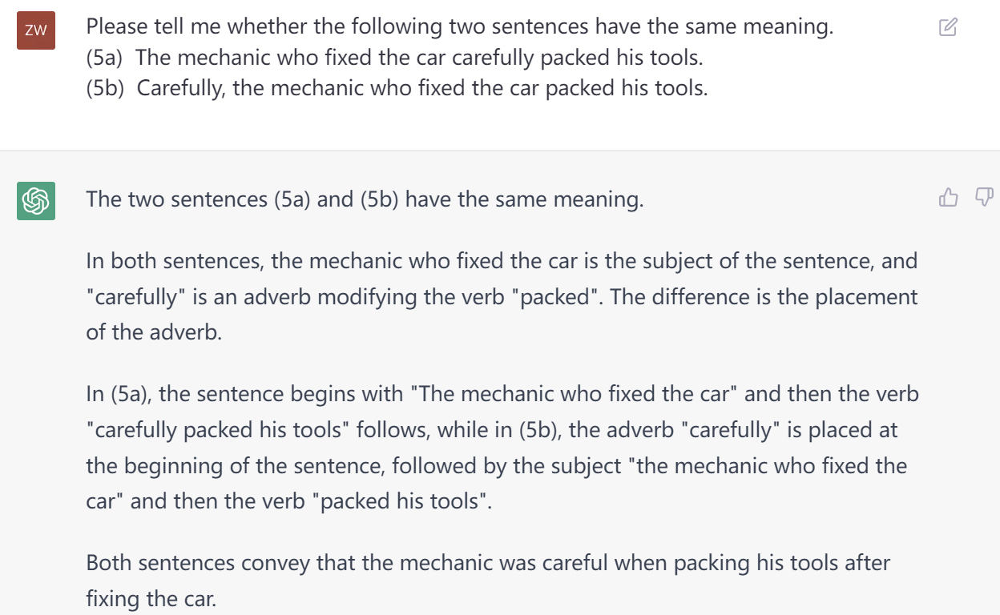 ZW
Please tell me whether the following two sentences have the same meaning.
(5a) The mechanic who fixed the car carefully packed his tools.
(5b) Carefully, the mechanic who fixed the car packed his tools.
The two sentences (5a) and (5b) have the same meaning.
In both sentences, the mechanic who fixed the car is the subject of the sentence, and
"carefully" is an adverb modifying the verb "packed". The difference is the placement
of the adverb.
In (5a), the sentence begins with "The mechanic who fixed the car" and then the verb
"carefully packed his tools" follows, while in (5b), the adverb "carefully" is placed at
the beginning of the sentence, followed by the subject "the mechanic who fixed the
car" and then the verb "packed his tools".
Both sentences convey that the mechanic was careful when packing his tools after
fixing the car.